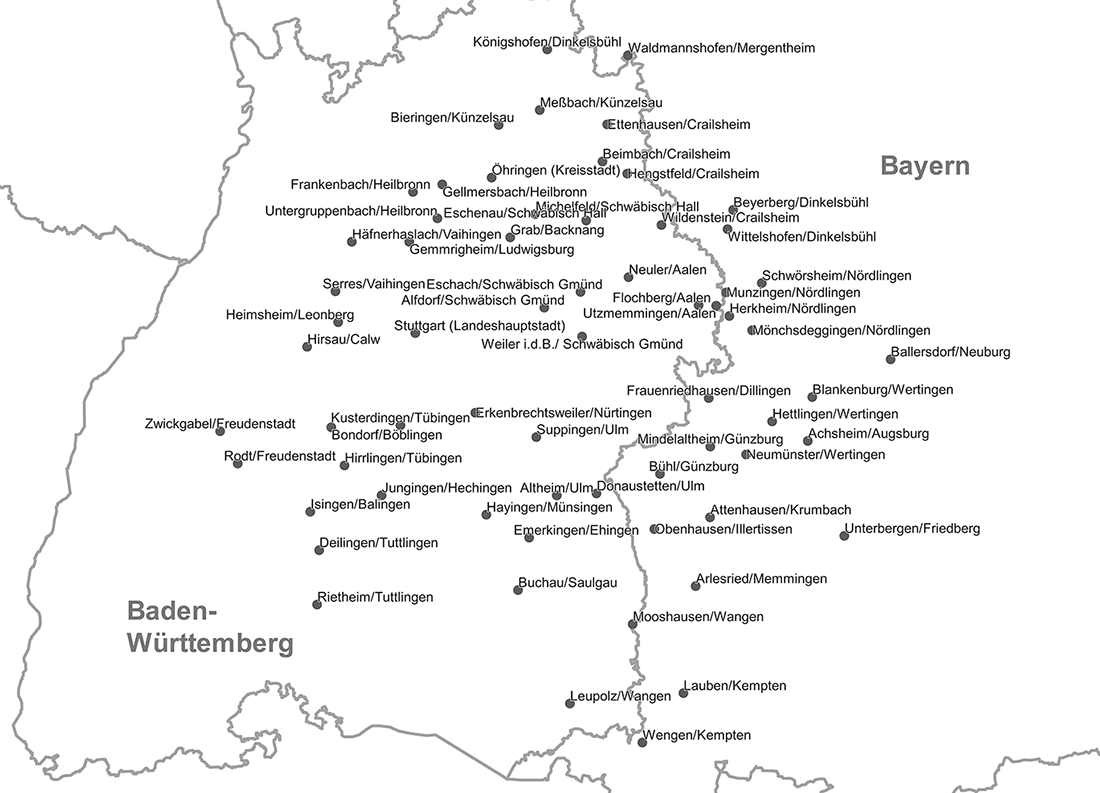 Königshofen/Dinkelsbühl
Waldmannshofen/Mergentheim
Meßbach/Künzelsau
Bieringen/Künzelsau
Ettenhausen/Crailsheim
Beimbach/Crailsheim
Bayern
Öhringen (Kreisstadt)
Hengstfeld/Crailsheim
Frankenbach/Heilbronn
Gellmersbach/Heilbronn
Beyerberg/Dinkelsbühl
Michelfeld/Schwäbisch Hall
Untergruppenbach/Heilbronn
Eschenau/Schwäbisch Hall
Wildenstein/Crailsheim
Häfnerhaslach/Vaihingen
Grab/Backnang
Wittelshofen/Dinkelsbühl
Gemmrigheim/Ludwigsburg
Neuler/Aalen
Schwörsheim/Nördlingen
Serres/Vaihingen
Eschach/Schwäbisch Gmünd
Munzingen/Nördlingen
Alfdorf/Schwäbisch Gmünd
Flochberg/Aalen
Herkheim/Nördlingen
Heimsheim/Leonberg
Utzmemmingen/Aalen
Stuttgart (Landeshauptstadt)
Mönchsdeggingen/Nördlingen
Hirsau/Calw
Weiler i.d.B./ Schwäbisch Gmünd
Ballersdorf/Neuburg
Frauenriedhausen/Dillingen
Blankenburg/Wertingen
Kusterdingen/Tübingen
Erkenbrechtsweiler/Nürtingen
Hettlingen/Wertingen
Zwickgabel/Freudenstadt
Bondorf/Böblingen
Suppingen/Ulm
Mindelaltheim/Günzburg
Achsheim/Augsburg
Rodt/Freudenstadt
Hirrlingen/Tübingen
Neumünster/Wertingen
Bühl/Günzburg
Jungingen/Hechingen
Altheim/Ulm
Donaustetten/Ulm
Isingen/Balingen
Hayingen/Münsingen
Attenhausen/Krumbach
Emerkingen/Ehingen
Obenhausen/Illertissen
Unterbergen/Friedberg
Deilingen/Tuttlingen
Buchau/Saulgau
Arlesried/Memmingen
Rietheim/Tuttlingen
Baden-
Württemberg
Mooshausen/Wangen
Leupolz/Wangen
Lauben/Kempten
Wengen/Kempten